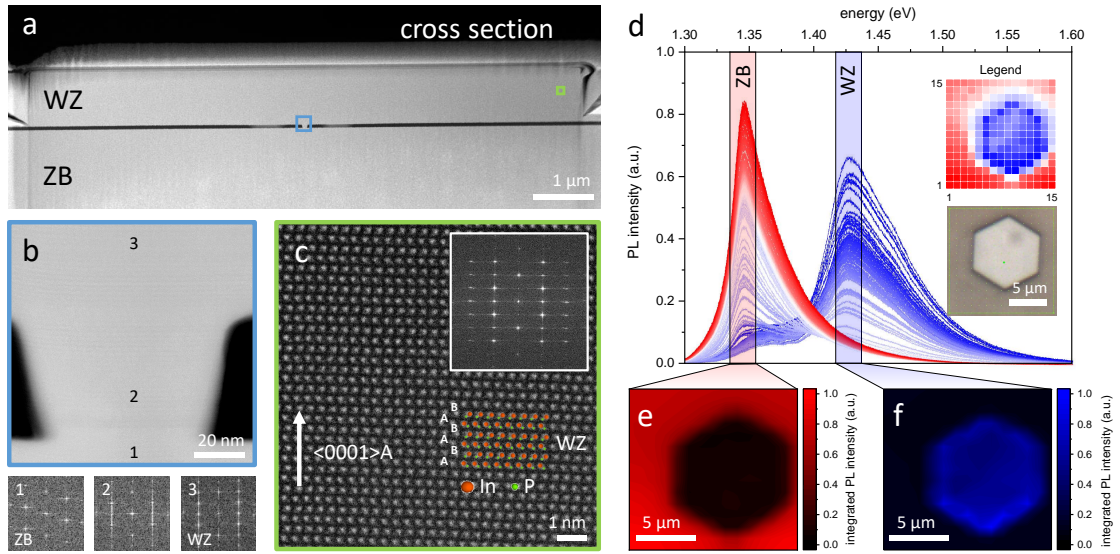 a
cross section
WZ
ZB
1 µm
b
3
2
1
20 nm
1
ZB
2
3
WZ
c
<0001>A
B
A
B
A
B
A
WZ
In
P
1 nm
d
energy (eV)
1.30 1.35 1.40 1.45 1.50 1.55 1.60
PL intensity (a.u.)
1.0
0.8
0.6
0.4
0.2
0.0
ZB
WZ
Legend
15
1
1 15
5 µm
e
5 µm
1.0
0.8
0.6
0.4
0.2
0.0
integrated PL intensity (a.u.)
f
5 µm
1.0
0.8
0.6
0.4
0.2
0.0
integrated PL intensity (a.u.)